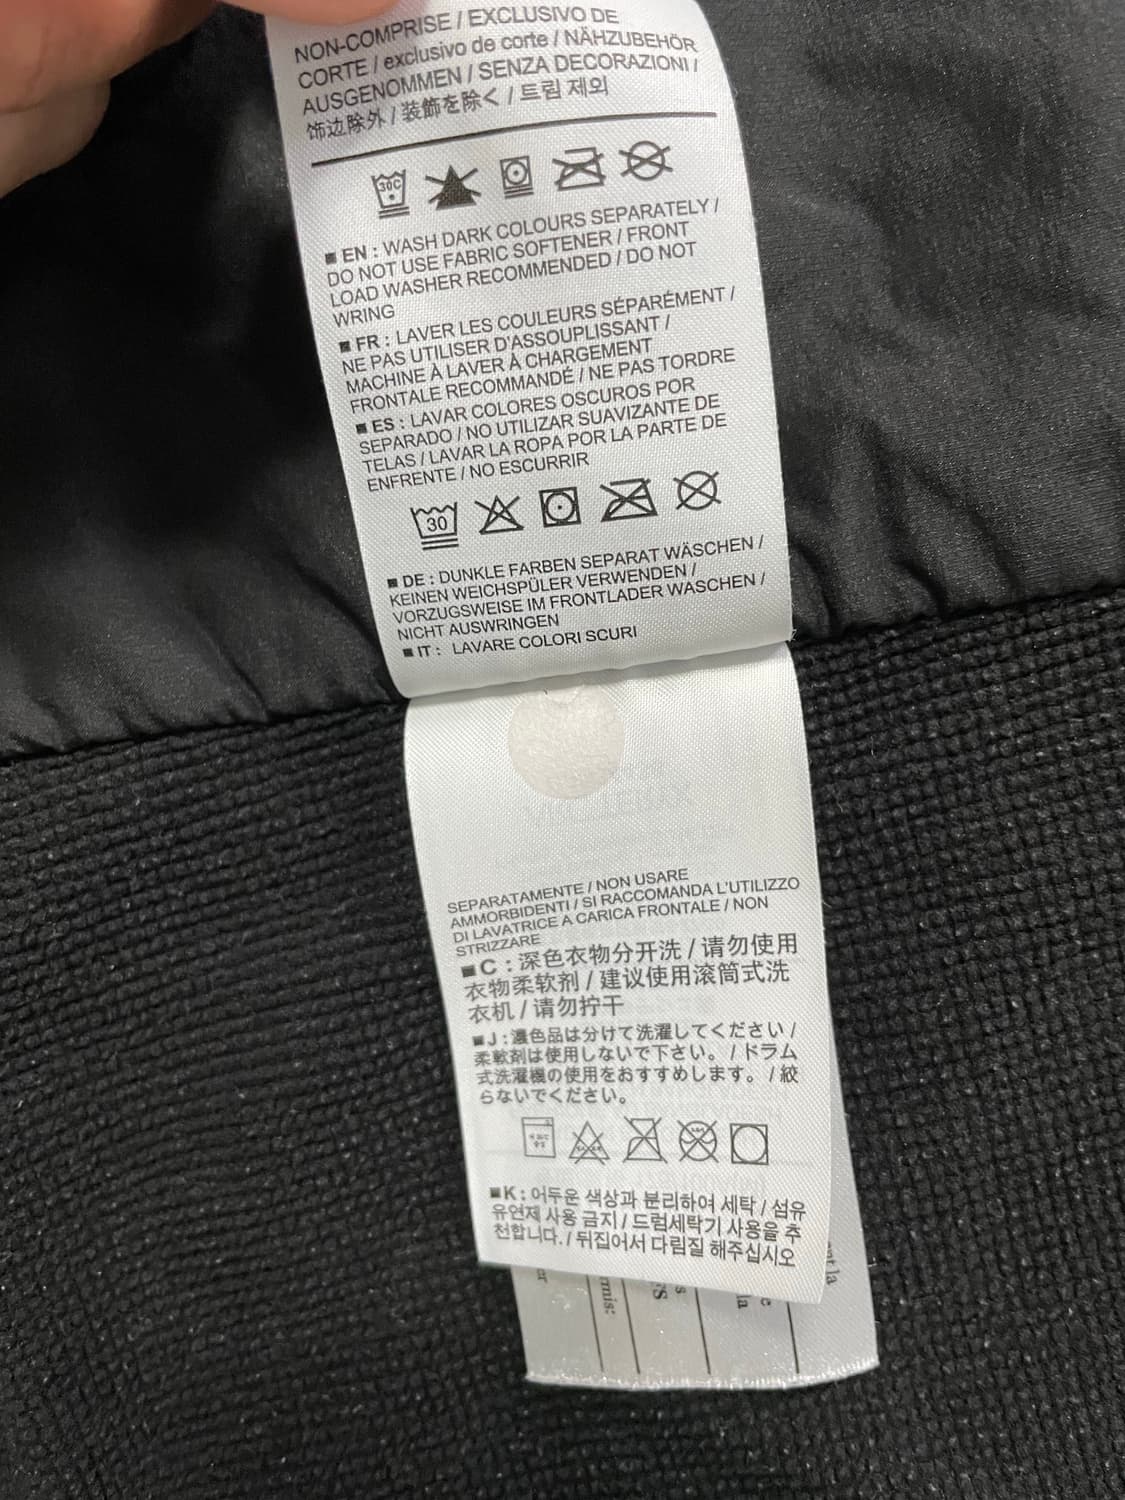 NON-COMPRISE / EXCLUSIVO DE
CORTE / exclusivo de corte / NÄHZUBEHÖR
AUSGENOMMEN / SENZA DECORAZIONI /
饰边除外 / 装飾を除く / 트림 제외
30C
■ EN : WASH DARK COLOURS SEPARATELY /
DO NOT USE FABRIC SOFTENER / FRONT
LOAD WASHER RECOMMENDED / DO NOT
WRING
■ FR : LAVER LES COULEURS SÉPARÉMENT /
NE PAS UTILISER D'ASSOUPLISSANT /
MACHINE À LAVER À CHARGEMENT
FRONTALE RECOMMANDÉ / NE PAS TORDRE
■ ES : LAVAR COLORES OSCUROS POR
SEPARADO / NO UTILIZAR SUAVIZANTE DE
TELAS / LAVAR LA ROPA POR LA PARTE DE
ENFRENTE / NO ESCURRIR
30
■ DE : DUNKLE FARBEN SEPARAT WÄSCHEN /
KEINEN WEICHSPÜLER VERWENDEN /
VORZUGSWEISE IM FRONTLADER WASCHEN /
NICHT AUSWRINGEN
■ IT : LAVARE COLORI SCURI
SEPARATAMENTE / NON USARE
AMMORBIDENTI / SI RACCOMANDA L'UTILIZZO
DI LAVATRICE A CARICA FRONTALE / NON
STRIZZARE
■ C : 深色衣物分开洗 / 请勿使用
衣物柔软剂 / 建议使用滚筒式洗
衣机 / 请勿拧干
■ J : 濃色品は分けて洗濯してください /
柔軟剤は使用しないで下さい。 / ドラム
式洗濯機の使用をおすすめします。 / 絞
らないでください。
■ K : 어두운 색상과 분리하여 세탁 / 섬유
유연제 사용 금지 / 드럼세탁기 사용을 추
천합니다. / 뒤집어서 다림질 해주십시오